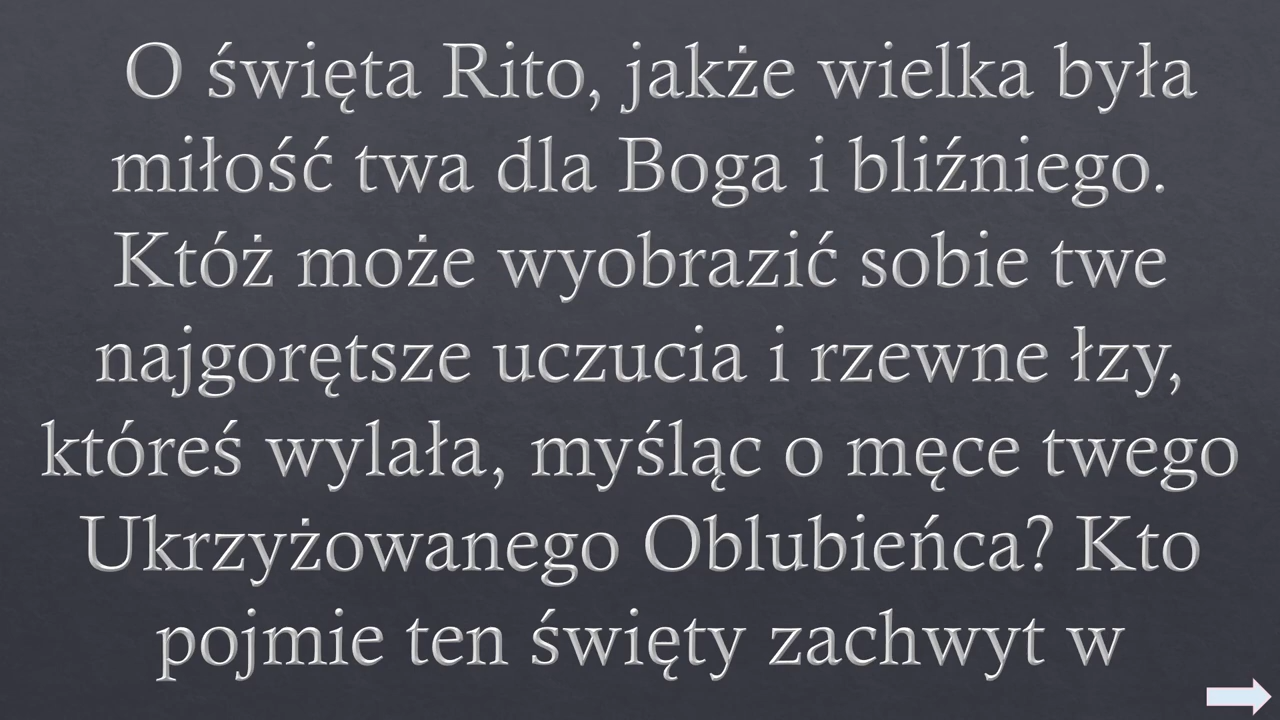 O święta Rito, jakże wielka była
miłość twa dla Boga i bliźniego.
Któż może wyobrazić sobie twe
najgorętsze uczucia i rzewne łzy,
któreś wylała, myśląc o męce twego
Ukrzyżowanego Oblubieńca? Kto
pojmie ten święty zachwyt w